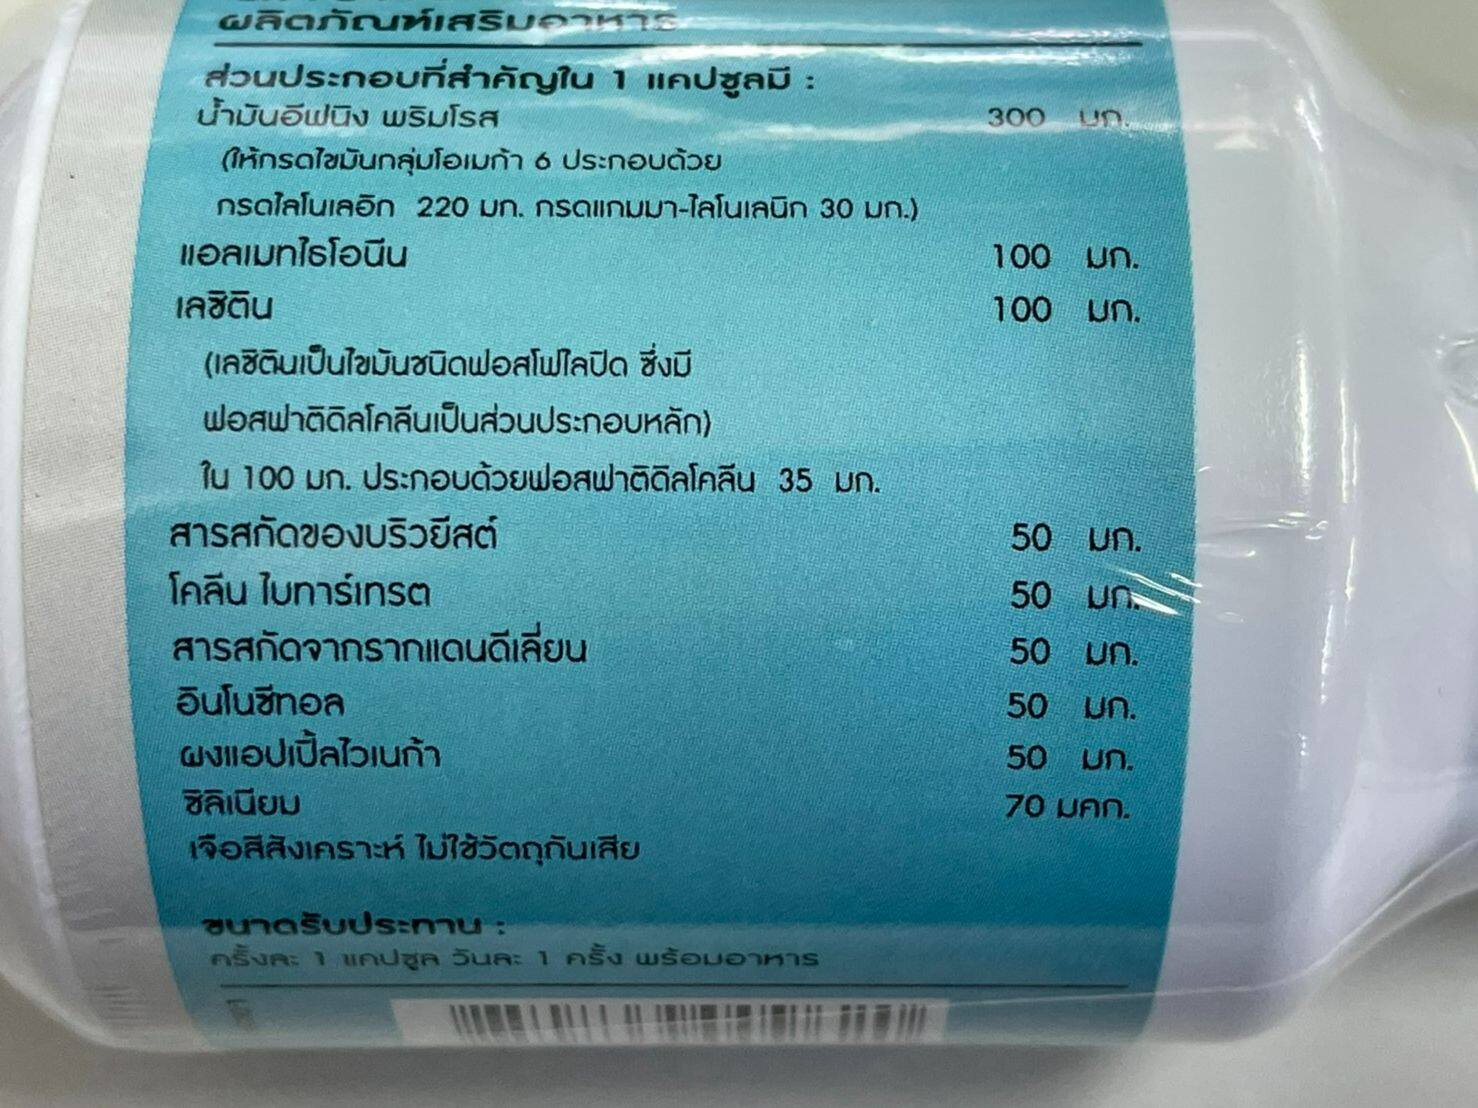 ผลิตภัณฑ์เสริมอาหาร
ส่วนประกอบที่สำคัญใน 1 แคปซูลมี :
น้ำมันอีฟนิง พริมโรส 300 มก.
(ให้กรดไขมันกลุ่มโอเมก้า 6 ประกอบด้วย
กรดไลโนเลอิก 220 มก. กรดแกมมา-ไลโนเลนิก 30 มก.)
แอลเมทไธโอนีน 100 มก.
เลซิติน 100 มก.
(เลซิตินเป็นไขมันชนิดฟอสโฟไลปิด ซึ่งมี
ฟอสฟาติดิลโคลีนเป็นส่วนประกอบหลัก)
ใน 100 มก. ประกอบด้วยฟอสฟาติดิลโคลีน 35 มก.
สารสกัดของบริวยีสต์ 50 มก.
โคลีน ไบทาร์เทรต 50 มก.
สารสกัดจากรากแดนดีเลี่ยน 50 มก.
อินโนซีทอล 50 มก.
ผงแอปเปิ้ลไวเนก้า 50 มก.
ซิลิเนียม 70 มคก.
เจือสีสังเคราะห์ ไม่ใช้วัตถุกันเสีย
ขนาดรับประทาน :
ครั้งละ 1 แคปซูล วันละ 1 ครั้ง พร้อมอาหาร